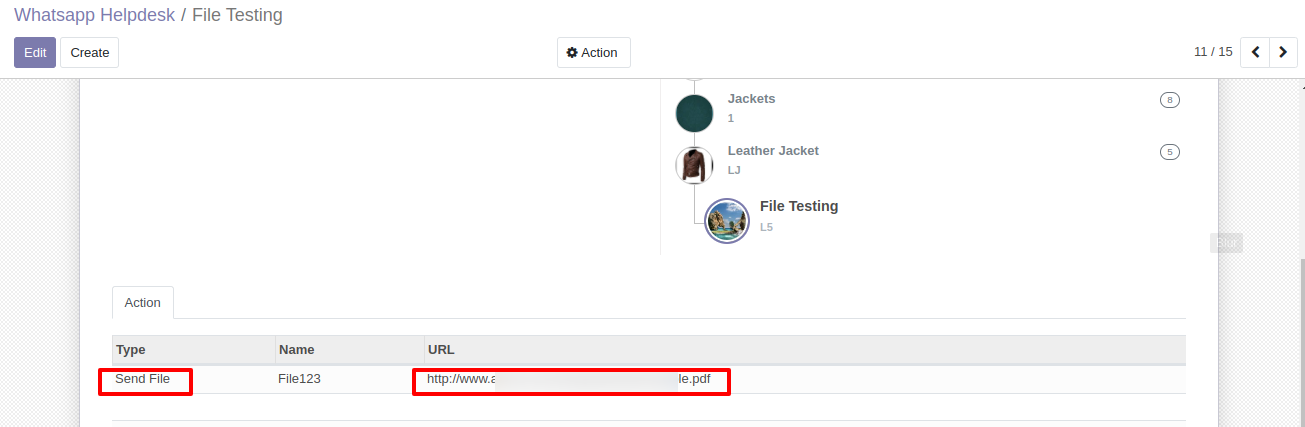 Whatsapp Helpdesk / File Testing
Edit Create Action 11 / 15
Jackets 8
1
Leather Jacket 5
LJ
File Testing
L5
Blur
Action
Type Name URL
Send File File123 http://www.a le.pdf